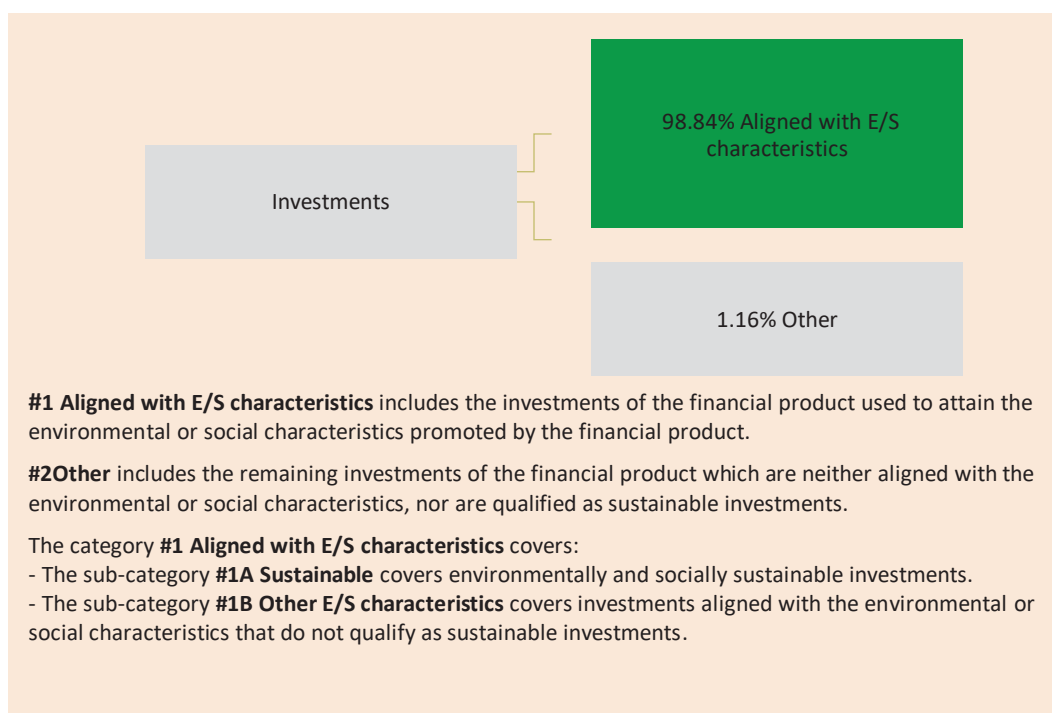 98.84% Aligned with E/S
characteristics
Investments
1.16% Other
#1 Aligned with E/S characteristics includes the investments of the financial product used to attain the
environmental or social characteristics promoted by the financial product.
#2Other includes the remaining investments of the financial product which are neither aligned with the
environmental or social characteristics, nor are qualified as sustainable investments.
The category #1 Aligned with E/S characteristics covers:
- The sub-category #1A Sustainable covers environmentally and socially sustainable investments.
- The sub-category #1B Other E/S characteristics covers investments aligned with the environmental or
social characteristics that do not qualify as sustainable investments.